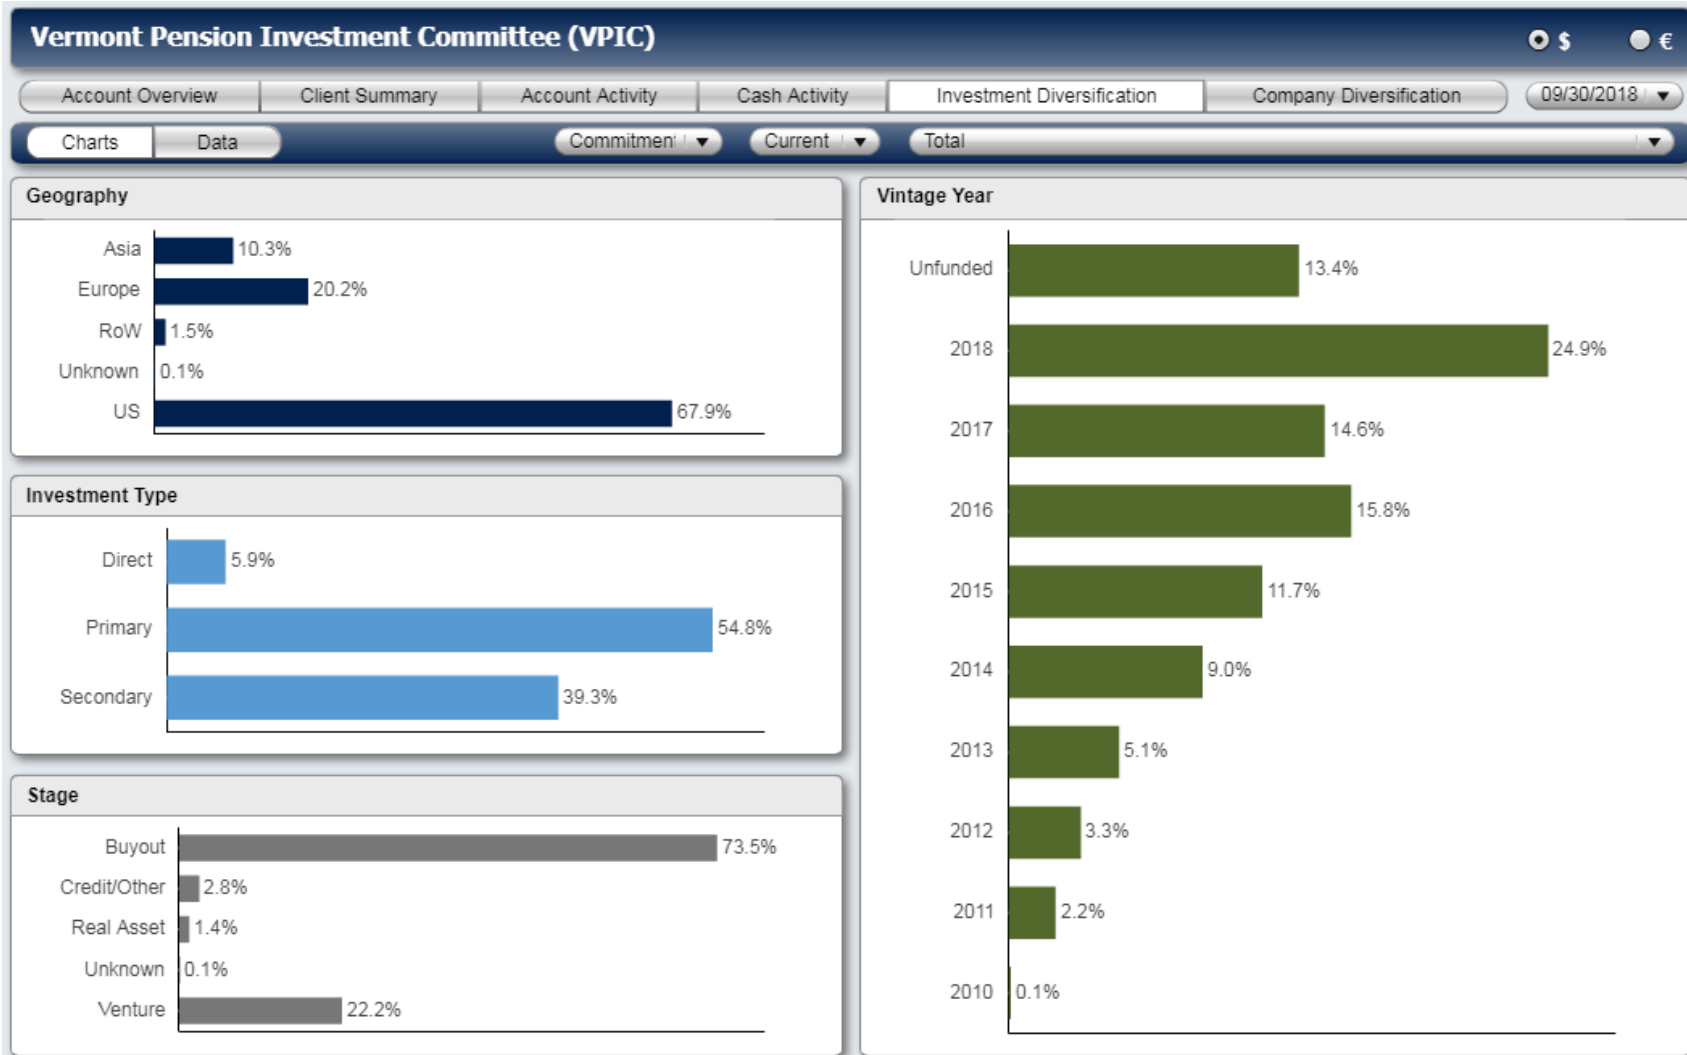 Vermont Pension Investment Committee (VPIC)
$ €
Account Overview Client Summary Account Activity Cash Activity Investment Diversification Company Diversification 09/30/2018
Charts Data Commitmen Current Total
Geography
Asia 10.3%
Europe 20.2%
RoW 1.5%
Unknown 0.1%
US 67.9%
Investment Type
Direct 5.9%
Primary 54.8%
Secondary 39.3%
Stage
Buyout 73.5%
Credit/Other 2.8%
Real Asset 1.4%
Unknown 0.1%
Venture 22.2%
Vintage Year
Unfunded 13.4%
2018 24.9%
2017 14.6%
2016 15.8%
2015 11.7%
2014 9.0%
2013 5.1%
2012 3.3%
2011 2.2%
2010 0.1%